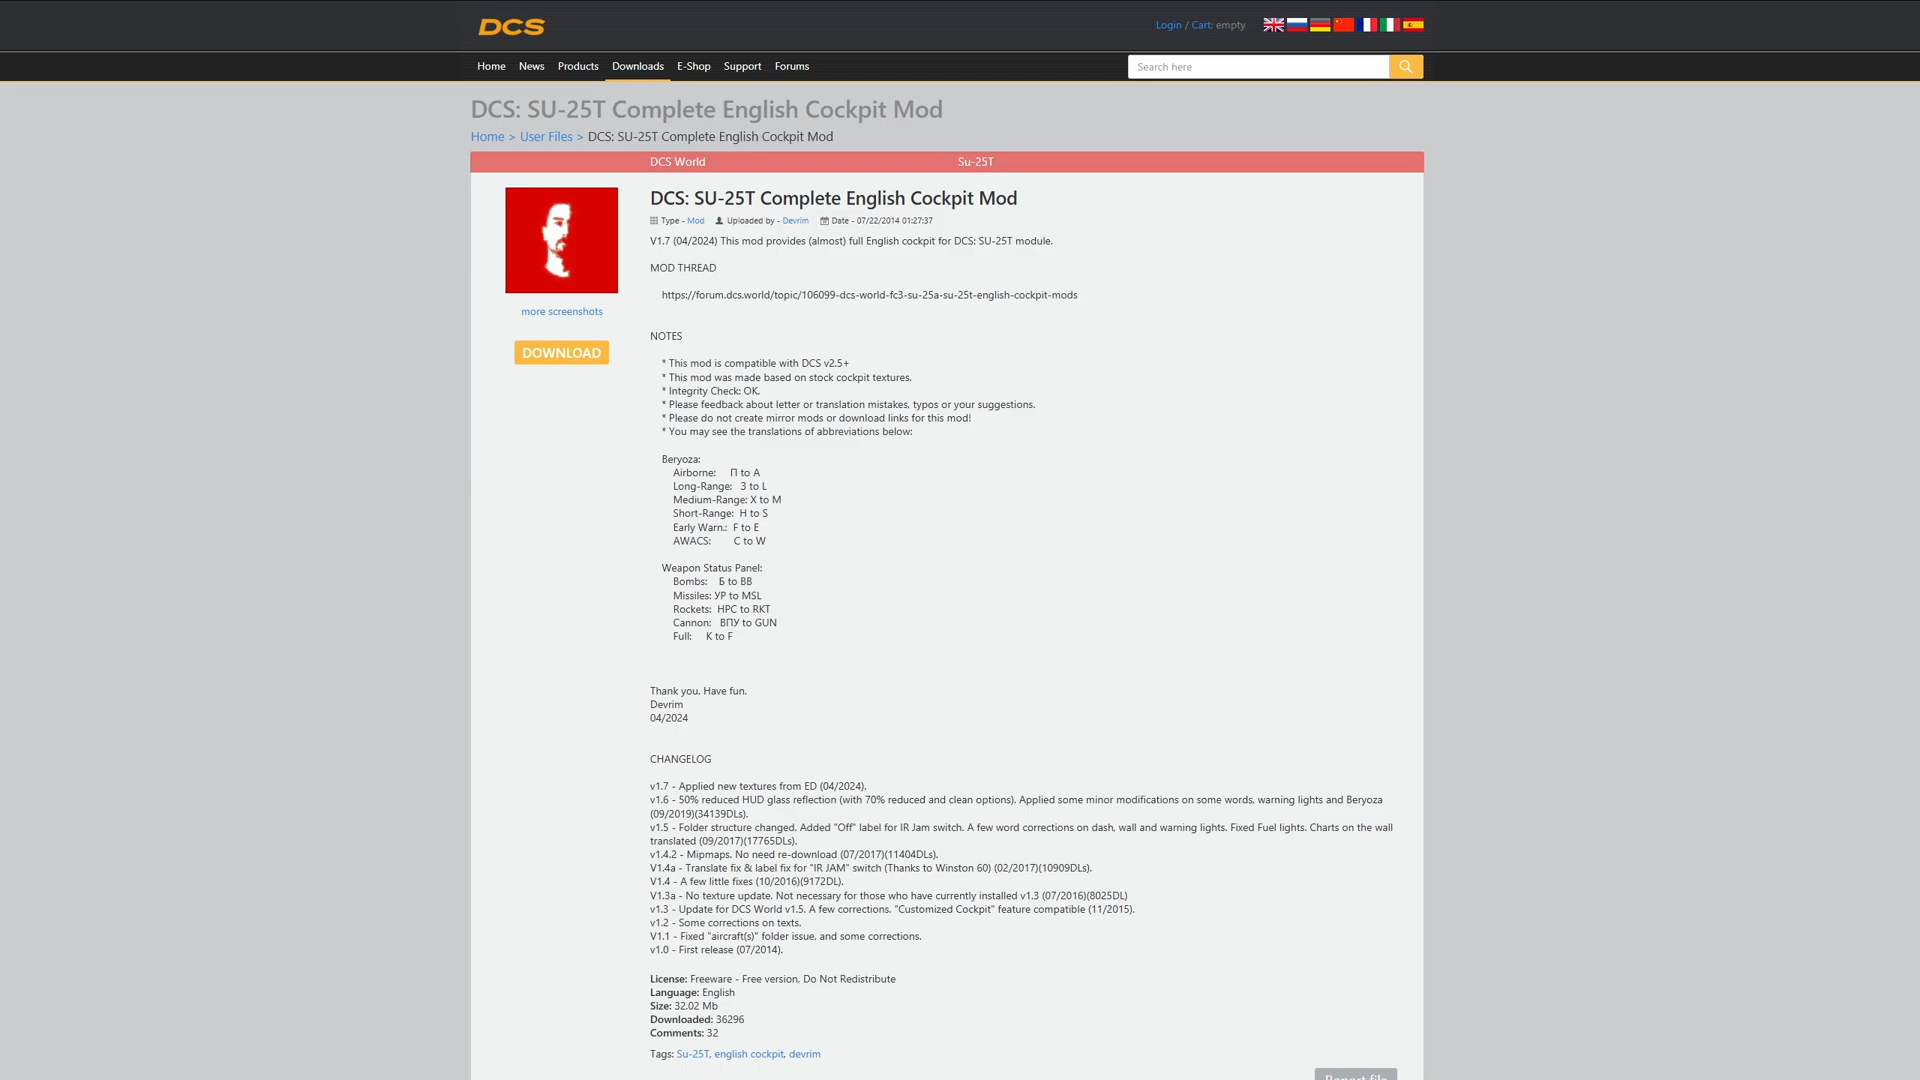 DCS
Login / Cart: empty
Home News Products Downloads E-Shop Support Forums
Search here
DCS: SU-25T Complete English Cockpit Mod
Home > User Files > DCS: SU-25T Complete English Cockpit Mod
DCS World Su-25T
DCS: SU-25T Complete English Cockpit Mod
Type - Mod Uploaded by - Devrim Date - 07/22/2014 01:27:37
V1.7 (04/2024) This mod provides (almost) full English cockpit for DCS: SU-25T module.
MOD THREAD
https://forum.dcs.world/topic/106099-dcs-world-fc3-su-25a-su-25t-english-cockpit-mods
more screenshots
DOWNLOAD
NOTES
* This mod is compatible with DCS v2.5+
* This mod was made based on stock cockpit textures.
* Integrity Check: OK.
* Please feedback about letter or translation mistakes, typos or your suggestions.
* Please do not create mirror mods or download links for this mod!
* You may see the translations of abbreviations below:
Beryoza:
Airborne: П to A
Long-Range: З to L
Medium-Range: X to M
Short-Range: H to S
Early Warn.: F to E
AWACS: C to W
Weapon Status Panel:
Bombs: Б to BB
Missiles: УР to MSL
Rockets: НРС to RKT
Cannon: ВПУ to GUN
Full: К to F
Thank you. Have fun.
Devrim
04/2024
CHANGELOG
v1.7 - Applied new textures from ED (04/2024).
v1.6 - 50% reduced HUD glass reflection (with 70% reduced and clean options). Applied some minor modifications on some words, warning lights and Beryoza
(09/2019)(34139DLs).
v1.5 - Folder structure changed. Added "Off" label for IR Jam switch. A few word corrections on dash, wall and warning lights. Fixed Fuel lights. Charts on the wall
translated (09/2017)(17765DLs).
v1.4.2 - Mipmaps. No need re-download (07/2017)(11404DLs).
V1.4a - Translate fix & label fix for "IR JAM" switch (Thanks to Winston 60) (02/2017)(10909DLs).
V1.4 - A few little fixes (10/2016)(9172DL).
V1.3a - No texture update. Not necessary for those who have currently installed v1.3 (07/2016)(8025DL)
v1.3 - Update for DCS World v1.5. A few corrections. "Customized Cockpit" feature compatible (11/2015).
v1.2 - Some corrections on texts.
V1.1 - Fixed "aircraft(s)" folder issue, and some corrections.
v1.0 - First release (07/2014).
License: Freeware - Free version, Do Not Redistribute
Language: English
Size: 32.02 Mb
Downloaded: 36296
Comments: 32
Tags: Su-25T, english cockpit, devrim
Report file